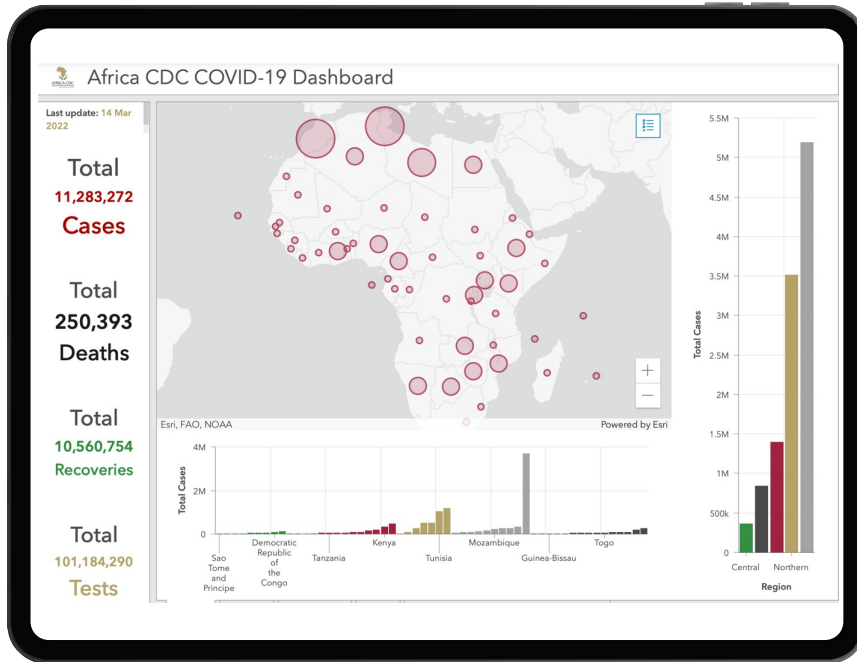 Africa CDC COVID-19 Dashboard
Last update: 14 Mar
2022
Total
11,283,272
Cases
Total
250,393
Deaths
Total
10,560,754
Recoveries
Total
101,184,290
Tests
Esri, FAO, NOAA
Powered by Esri
Total Cases
4M
2M
0
Sao
Tome
and
Principe
Democratic
Republic
of
the
Congo
Tanzania
Kenya
Tunisia
Mozambique
Guinea-Bissau
Togo
Total Cases
5.5M
5M
4.5M
4M
3.5M
3M
2.5M
2M
1.5M
1M
500k
0
Central
Northern
Region